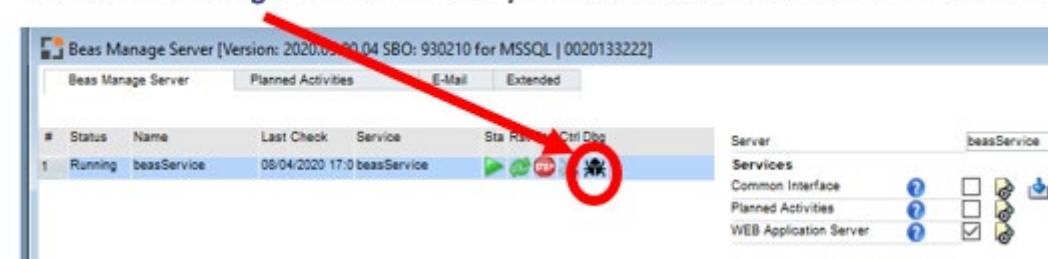 Beas Manage Server [Version: 2020.05.00.04 SBO: 930210 for MSSQL | 0020133222]
Beas Manage Server Planned Activities E-Mail Extended
# Status Name Last Check Service Sta Ctrl Dbg
1 Running beasService 08/04/2020 17:0 beasService
Server beasService
Services
Common Interface
Planned Activities
WEB Application Server